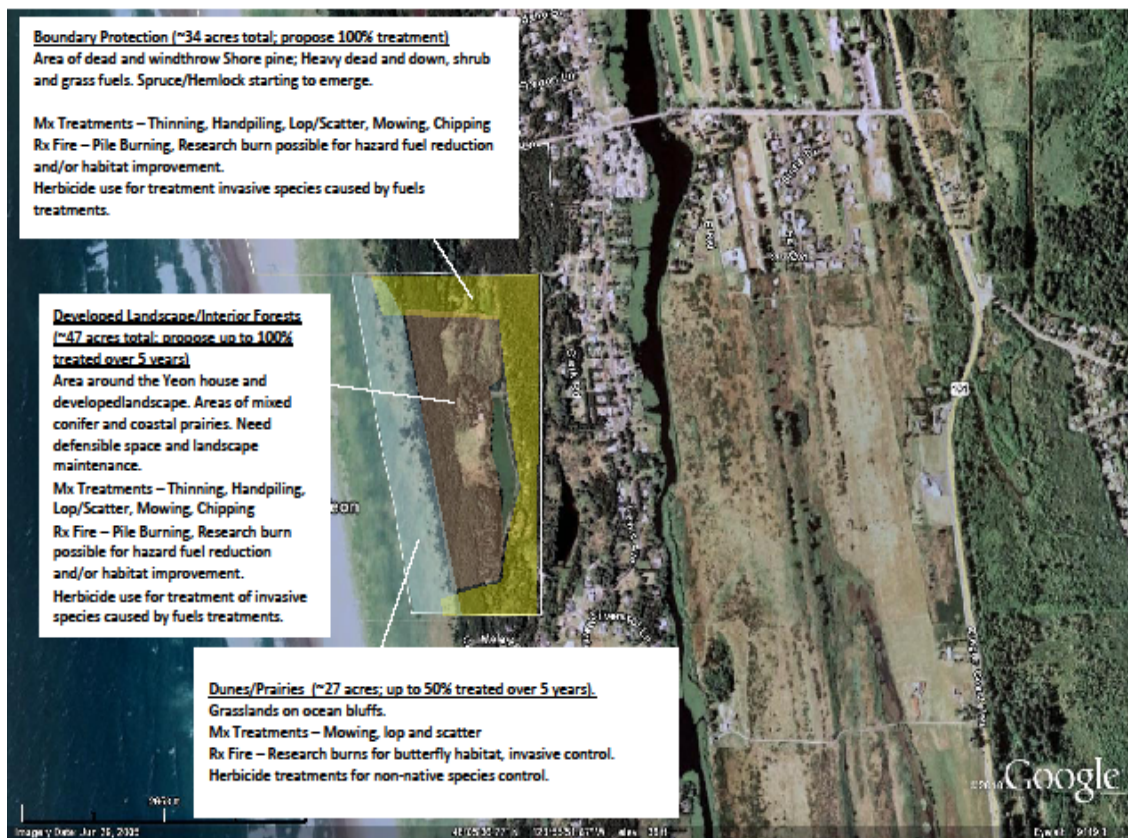 Boundary Protection (~34 acres total; propose 100% treatment)
Area of dead and windthrow Shore pine; Heavy dead and down, shrub
and grass fuels. Spruce/Hemlock starting to emerge.
Mx Treatments – Thinning, Handpiling, Lop/Scatter, Mowing, Chipping
Rx Fire – Pile Burning, Research burn possible for hazard fuel reduction
and/or habitat improvement.
Herbicide use for treatment invasive species caused by fuels
treatments.
Developed Landscape/Interior Forests
(~47 acres total; propose up to 100%
treated over 5 years)
Area around the Yeon house and
developedlandscape. Areas of mixed
conifer and coastal prairies. Need
defensible space and landscape
maintenance.
Mx Treatments – Thinning, Handpiling,
Lop/Scatter, Mowing, Chipping
Rx Fire – Pile Burning, Research burn
possible for hazard fuel reduction
and/or habitat improvement.
Herbicide use for treatment of invasive
species caused by fuels treatments.
eon
101
Dunes/Prairies (~27 acres; up to 50% treated over 5 years).
Grasslands on ocean bluffs.
Mx Treatments – Mowing, lop and scatter
Rx Fire – Research burns for butterfly habitat, invasive control.
Herbicide treatments for non-native species control.
Google
Imagery Date: Jun 29, 2005
elev